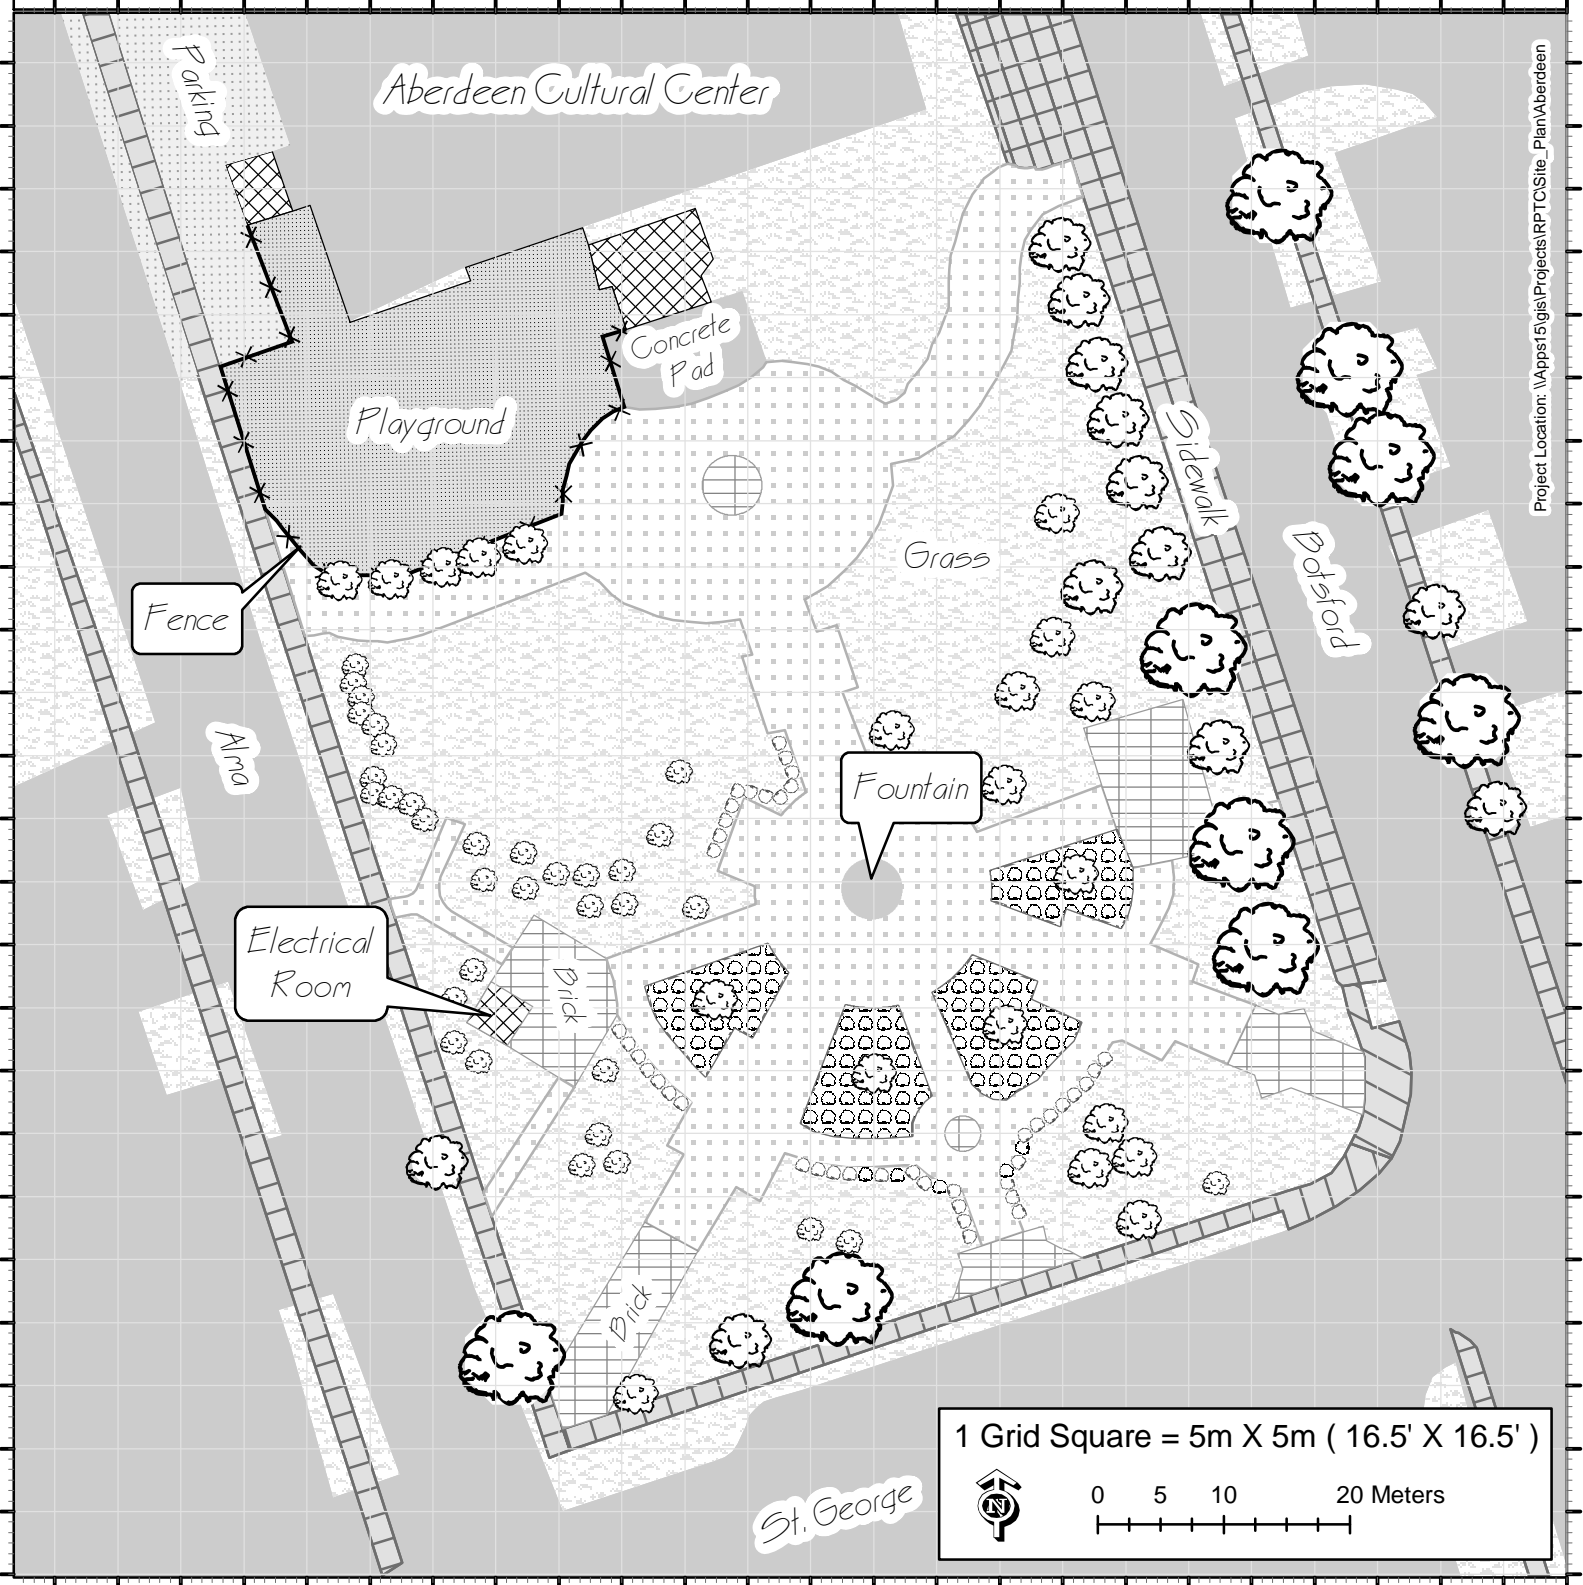 Parking
Aberdeen Cultural Center
Project Location: \\Apps15\gis\Projects\RPTC\Site_Plan\Aberdeen
Concrete
Pad
Playground
Sidewalk
Grass
Botsford
Fence
Alma
Fountain
Electrical
Room
Brick
Brick
St. George
1 Grid Square = 5m X 5m ( 16.5' X 16.5' )
N
0 5 10 20 Meters